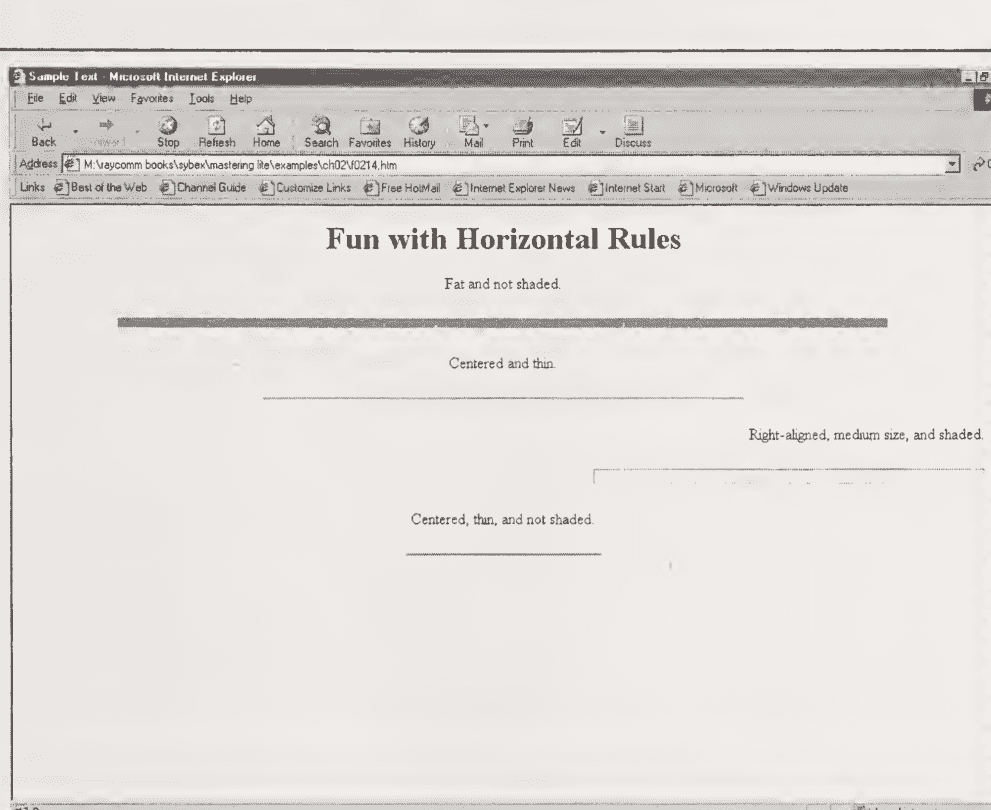 Sample Text - Microsoft Internet Explorer
File Edit View Favorites Tools Help
Back Stop Refresh Home Search Favorites History Mail Print Edit Discuss
Address M:\raycomm books\sybex\mastering lite\examples\ch02\f0214.htm
Links Best of the Web Channel Guide Customize Links Free HotMail Internet Explorer News Internet Start Microsoft Windows Update
Fun with Horizontal Rules
Fat and not shaded.
Centered and thin.
Right-aligned, medium size, and shaded.
Centered, thin, and not shaded.